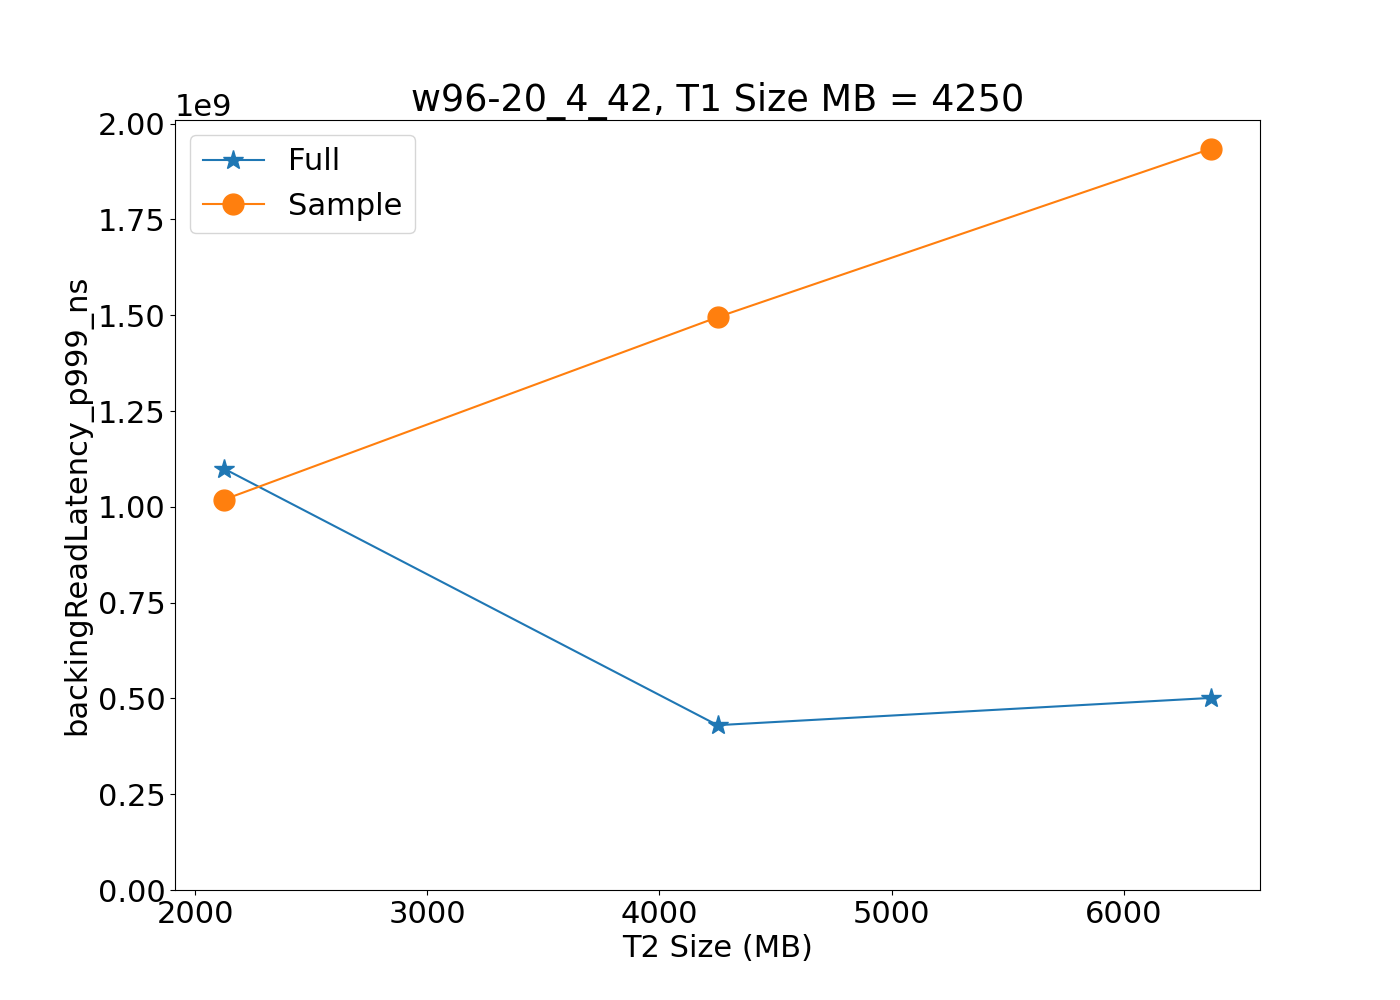 w96-20_4_42, T1 Size MB = 4250
1e9
Full
Sample
2.00
1.75
1.50
1.25
1.00
0.75
0.50
0.25
0.00
backingReadLatency_p999_ns
2000 3000 4000 5000 6000
T2 Size (MB)